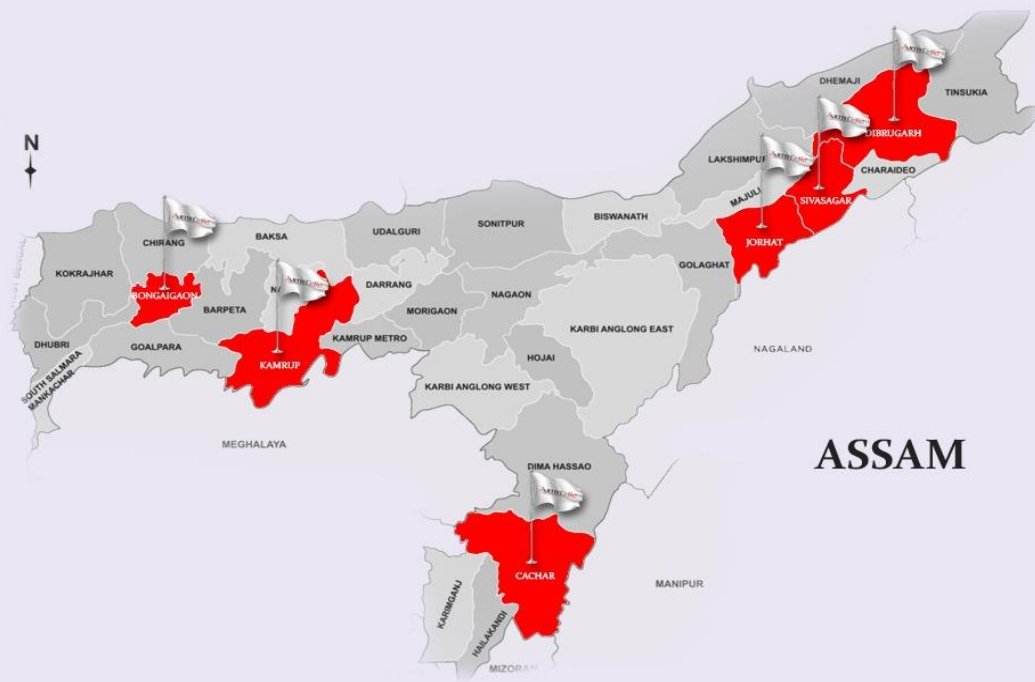 N
DHEMAJI
TINSUKIA
DIBRUGARH
LAKSHIMPUR
CHARAIDEO
MAJULI
SIVASAGAR
BISWANATH
SONITPUR
UDALGURI
BAKSA
CHIRANG
JORHAT
GOLAGHAT
KOKRAJHAR
DARRANG
NAGAON
BONGAIGAON
BARPETA
MORIGAON
KARBI ANGLONG EAST
KAMRUP METRO
DHUBRI
GOALPARA
NAGALAND
HOJAI
KAMRUP
SOUTH SALMARA
MANKACHAR
KARBI ANGLONG WEST
MEGHALAYA
ASSAM
DIMA HASSAO
CACHAR
MANIPUR
KARIMGANJ
HAILAKANDI
MIZORAM